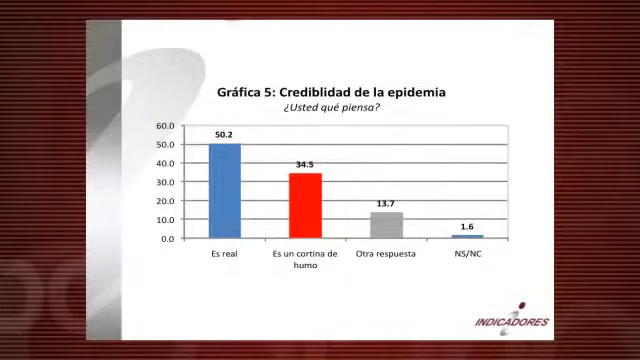 Gráfica 5: Crediblidad de la epidemia
¿Usted qué piensa?
60.0
50.0
40.0
30.0
20.0
10.0
0.0
50.2
34.5
13.7
1.6
Es real
Es un cortina de
humo
Otra respuesta
NS/NC
INDICADORES